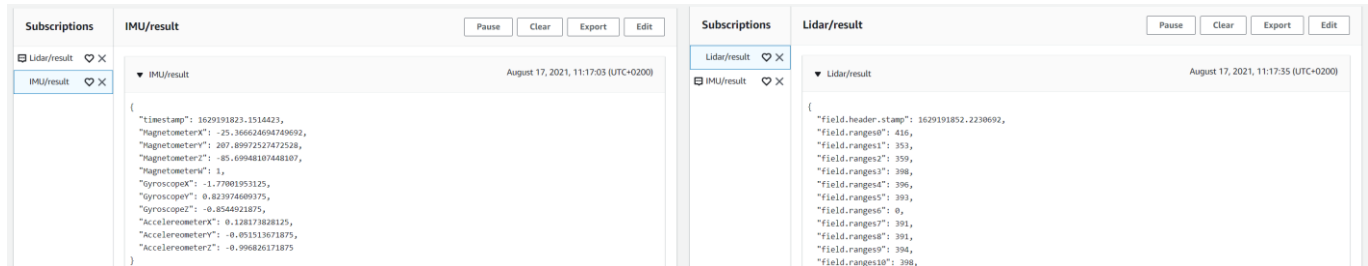 Subscriptions
IMU/result
Pause
Clear
Export
Edit
Lidar/result
IMU/result
IMU/result
August 17, 2021, 11:17:03 (UTC+0200)
{
"timestamp": 1629191823.1514423,
"MagnetometerX": -25.366624694749692,
"MagnetometerY": 207.89972527472528,
"MagnetometerZ": -85.69948107448107,
"MagnetometerW": 1,
"GyroscopeX": -1.77001953125,
"GyroscopeY": 0.823974609375,
"GyroscopeZ": -0.8544921875,
"AccelereometerX": 0.128173828125,
"AccelereometerY": -0.051513671875,
"AccelereometerZ": -0.996826171875
}
Subscriptions
Lidar/result
Pause
Clear
Export
Edit
Lidar/result
IMU/result
Lidar/result
August 17, 2021, 11:17:35 (UTC+0200)
{
"field.header.stamp": 1629191852.2230692,
"field.ranges0": 416,
"field.ranges1": 353,
"field.ranges2": 359,
"field.ranges3": 398,
"field.ranges4": 396,
"field.ranges5": 393,
"field.ranges6": 0,
"field.ranges7": 391,
"field.ranges8": 391,
"field.ranges9": 394,
"field.ranges10": 398,